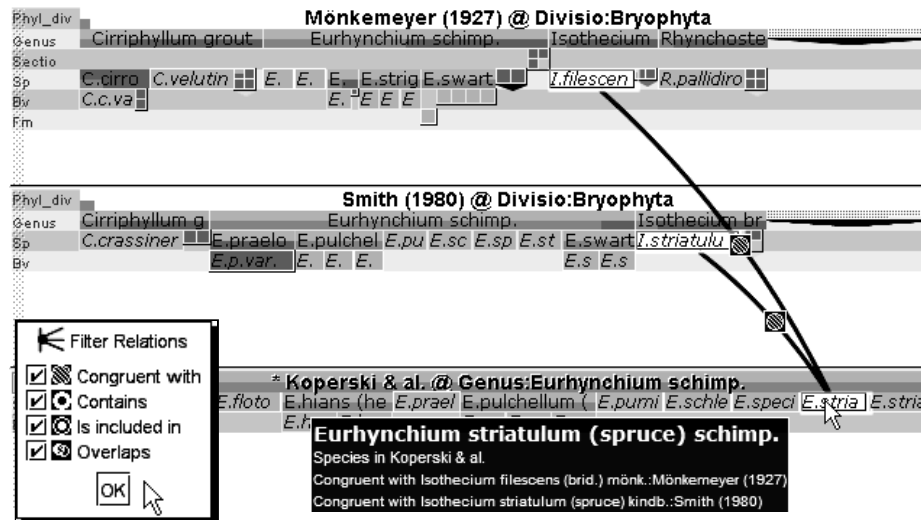 Mönkemeyer (1927) @ Divisio:Bryophyta
Phyl_div
Genus Cirriphyllum grout Eurhynchium schimp. Isothecium Rhynchoste
Sectio
Sp C.cirro C.velutin E. E. E. E.strig E.swart I.filescen R.pallidiro
Bv C.c.va E. E E E
Fm
Smith (1980) @ Divisio:Bryophyta
Phyl_div
Genus Cirriphyllum g Eurhynchium schimp. Isothecium br
Sp C.crassiner E.praelo E.pulchel E.pu E.sc E.sp E.st E.swart I.striatulu
Bv E.p.var. E. E. E. E.s E.s
* Koperski & al. @ Genus:Eurhynchium schimp.
E.floto E.hians (he E.prael E.pulchellum ( E.pumi E.schle E.speci E.stria E.stria
Filter Relations
Congruent with
Contains
Is included in
Overlaps
OK
Eurhynchium striatulum (spruce) schimp.
Species in Koperski & al.
Congruent with Isothecium filescens (brid.) mönk.:Mönkemeyer (1927)
Congruent with Isothecium striatulum (spruce) kindb.:Smith (1980)